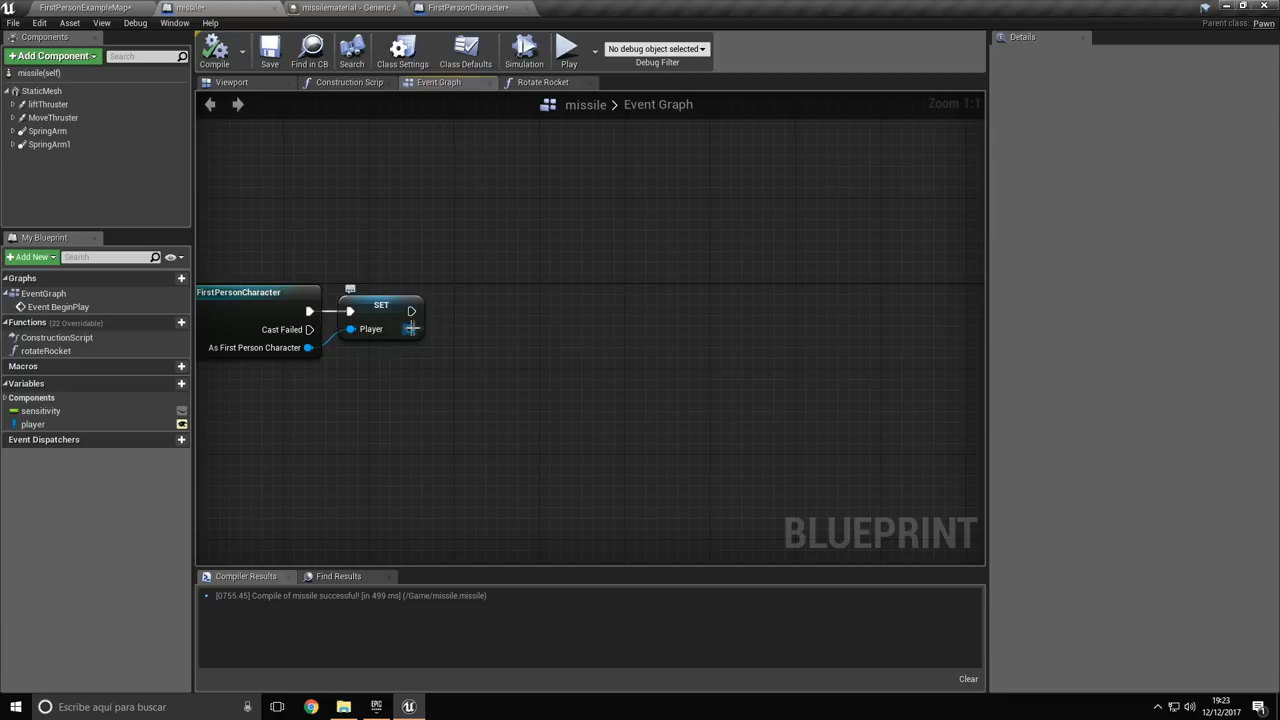 FirstPersonExampleMap*
missile*
missilematerial - Generic A
FirstPersonCharacter*
File Edit Asset View Debug Window Help
Parent class: Pawn
Components
+Add Component
Search
missile(self)
StaticMesh
liftThruster
MoveThruster
SpringArm
SpringArm1
Compile
Save
Find in CB
Search
Class Settings
Class Defaults
Simulation
Play
No debug object selected
Debug Filter
Details
Viewport
Construction Scrip
Event Graph
Rotate Rocket
missile > Event Graph
Zoom 1:1
My Blueprint
+Add New
Search
Graphs
EventGraph
Event BeginPlay
Functions (22 Overridable)
ConstructionScript
rotateRocket
Macros
Variables
Components
sensitivity
player
Event Dispatchers
FirstPersonCharacter
Cast Failed
As First Person Character
SET
Player
BLUEPRINT
Compiler Results
Find Results
[0755.45] Compile of missile successful! [in 499 ms] (/Game/missile.missile)
Clear
Escribe aquí para buscar
EPIC
19:23
12/12/2017
1